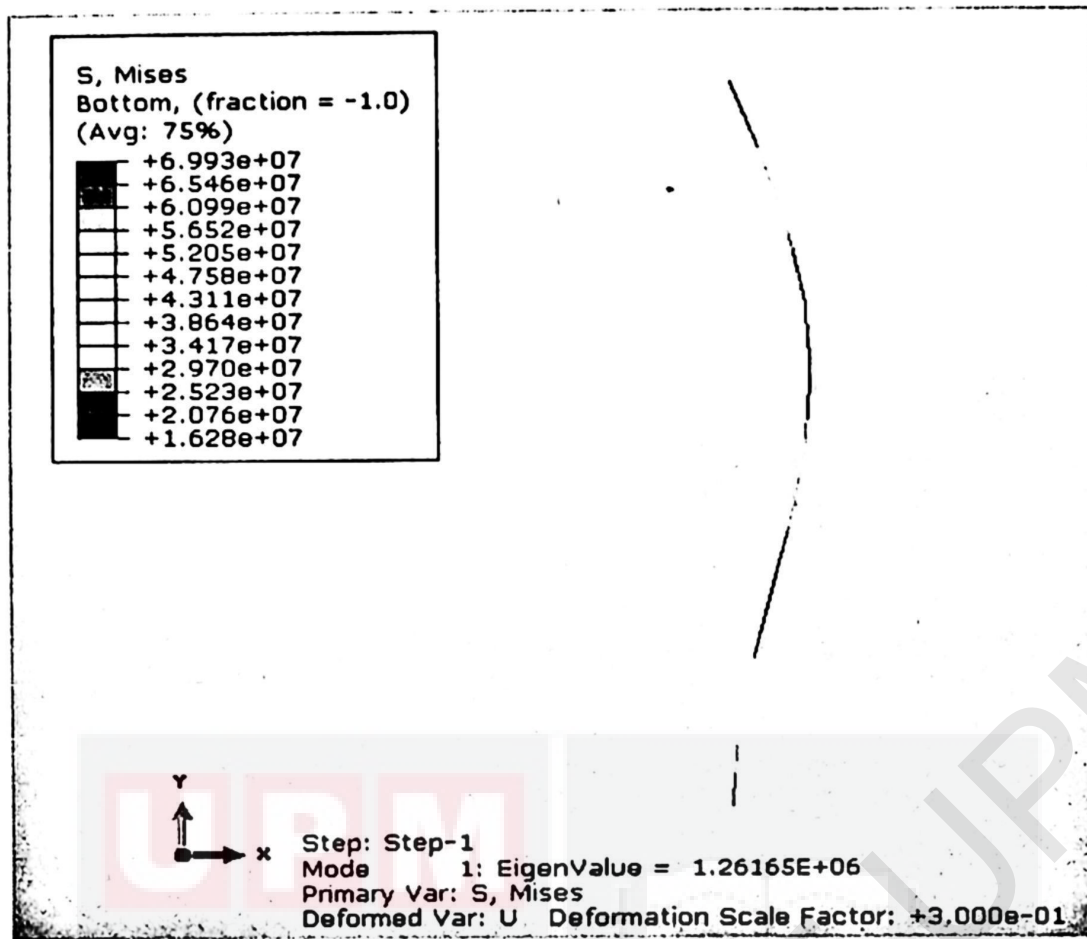 S, Mises
Bottom, (fraction = -1.0)
(Avg: 75%)
+6.993e+07
+6.546e+07
+6.099e+07
+5.652e+07
+5.205e+07
+4.758e+07
+4.311e+07
+3.864e+07
+3.417e+07
+2.970e+07
+2.523e+07
+2.076e+07
+1.628e+07
UPM
UPM
Y
X
Step: Step-1
Mode 1: EigenValue = 1.26165E+06
Primary Var: S, Mises
Deformed Var: U Deformation Scale Factor: +3.000e-01